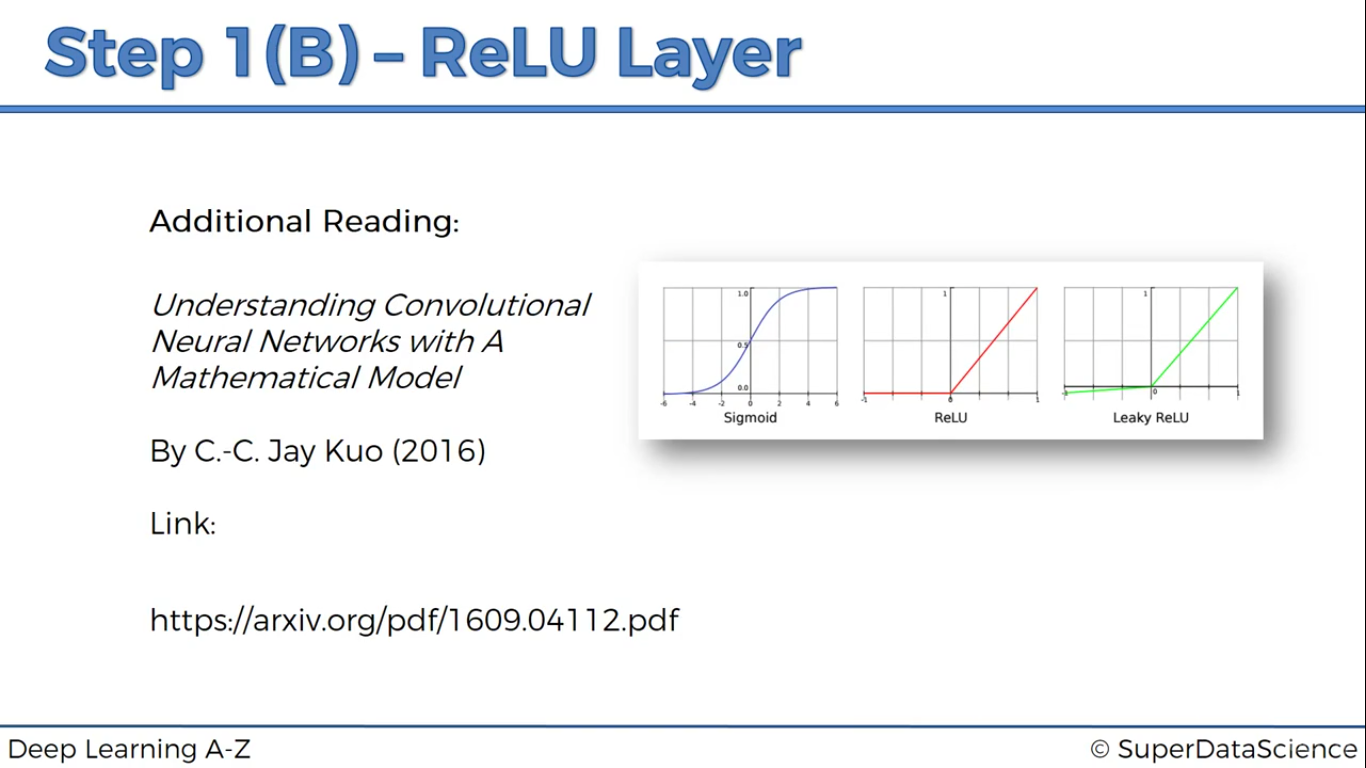 Step 1(B) – ReLU Layer
Additional Reading:
Understanding Convolutional
Neural Networks with A
Mathematical Model
By C.-C. Jay Kuo (2016)
Link:
https://arxiv.org/pdf/1609.04112.pdf
1.0
0.5
0.0
-6 -4 -2 0 2 4 6
Sigmoid
1
-1 0 1
ReLU
1
-1 0 1
Leaky ReLU
Deep Learning A-Z
© SuperDataScience